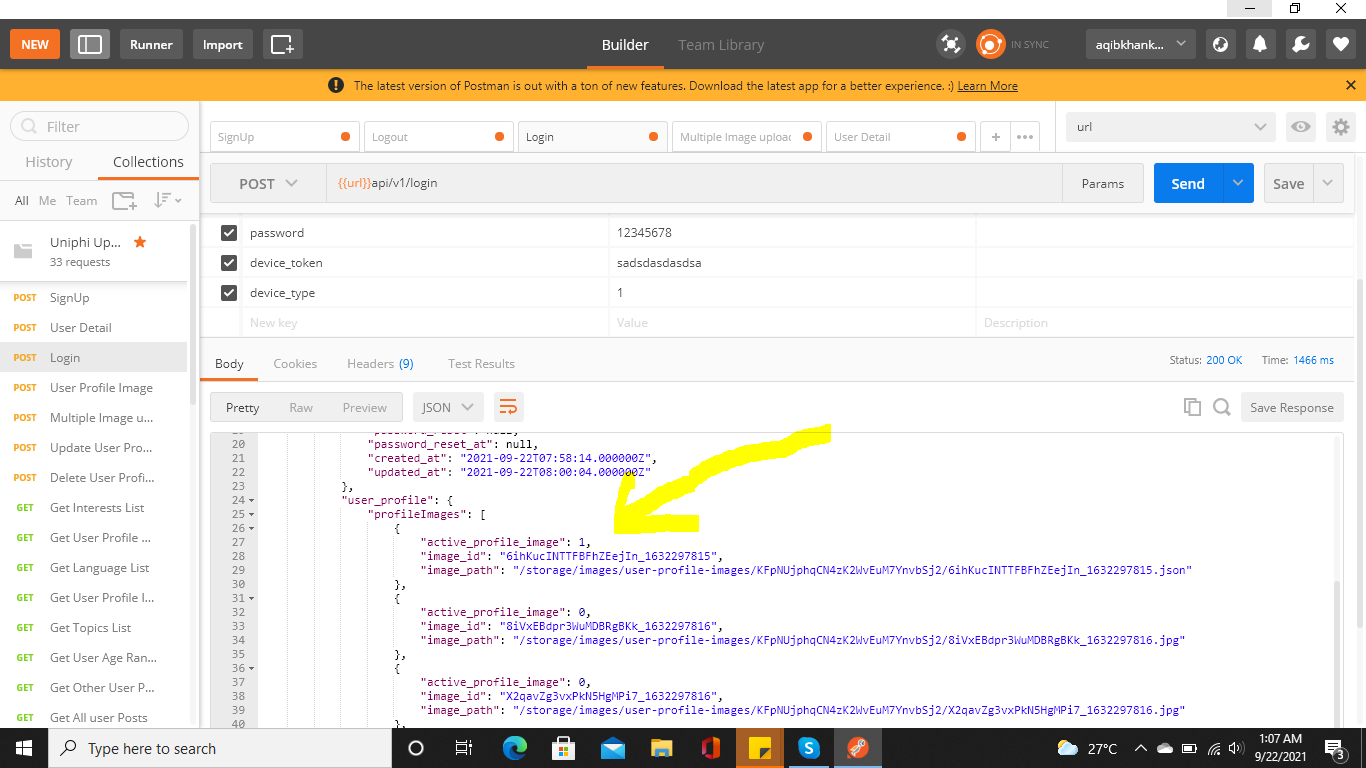 NEW Runner Import Builder Team Library IN SYNC aqibkhank...
The latest version of Postman is out with a ton of new features. Download the latest app for a better experience. :) Learn More
Filter
History Collections
All Me Team
Uniphi Up...
33 requests
POST SignUp
POST User Detail
POST Login
POST User Profile Image
POST Multiple Image u...
POST Update User Pro...
POST Delete User Profi...
GET Get Interests List
GET Get User Profile ...
GET Get Language List
GET Get User Profile I...
GET Get Topics List
GET Get User Age Ran...
GET Get Other User P...
GET Get All user Posts
SignUp Logout Login Multiple Image upload User Detail + ••• url
POST {{url}}api/v1/login Params Send Save
password 12345678
device_token sadsdasdasdsa
device_type 1
New key Value Description
Body Cookies Headers (9) Test Results Status: 200 OK Time: 1466 ms
Pretty Raw Preview JSON Save Response
20 "password_reset_at": null,
21 "created_at": "2021-09-22T07:58:14.000000Z",
22 "updated_at": "2021-09-22T08:00:04.000000Z"
23 },
24 "user_profile": {
25 "profileImages": [
26 {
27 "active_profile_image": 1,
28 "image_id": "6ihKucINTTFBFhZEejIn_1632297815",
29 "image_path": "/storage/images/user-profile-images/KFpNUjphqCN4zK2WvEuM7YnvbSj2/6ihKucINTTFBFhZEejIn_1632297815.json"
30 },
31 {
32 "active_profile_image": 0,
33 "image_id": "8iVxEBdpr3WuMDBRgBKk_1632297816",
34 "image_path": "/storage/images/user-profile-images/KFpNUjphqCN4zK2WvEuM7YnvbSj2/8iVxEBdpr3WuMDBRgBKk_1632297816.jpg"
35 },
36 {
37 "active_profile_image": 0,
38 "image_id": "X2qavZg3vxPkN5HgMPi7_1632297816",
39 "image_path": "/storage/images/user-profile-images/KFpNUjphqCN4zK2WvEuM7YnvbSj2/X2qavZg3vxPkN5HgMPi7_1632297816.jpg"
40 },
Type here to search
27°C
1:07 AM
9/22/2021
3